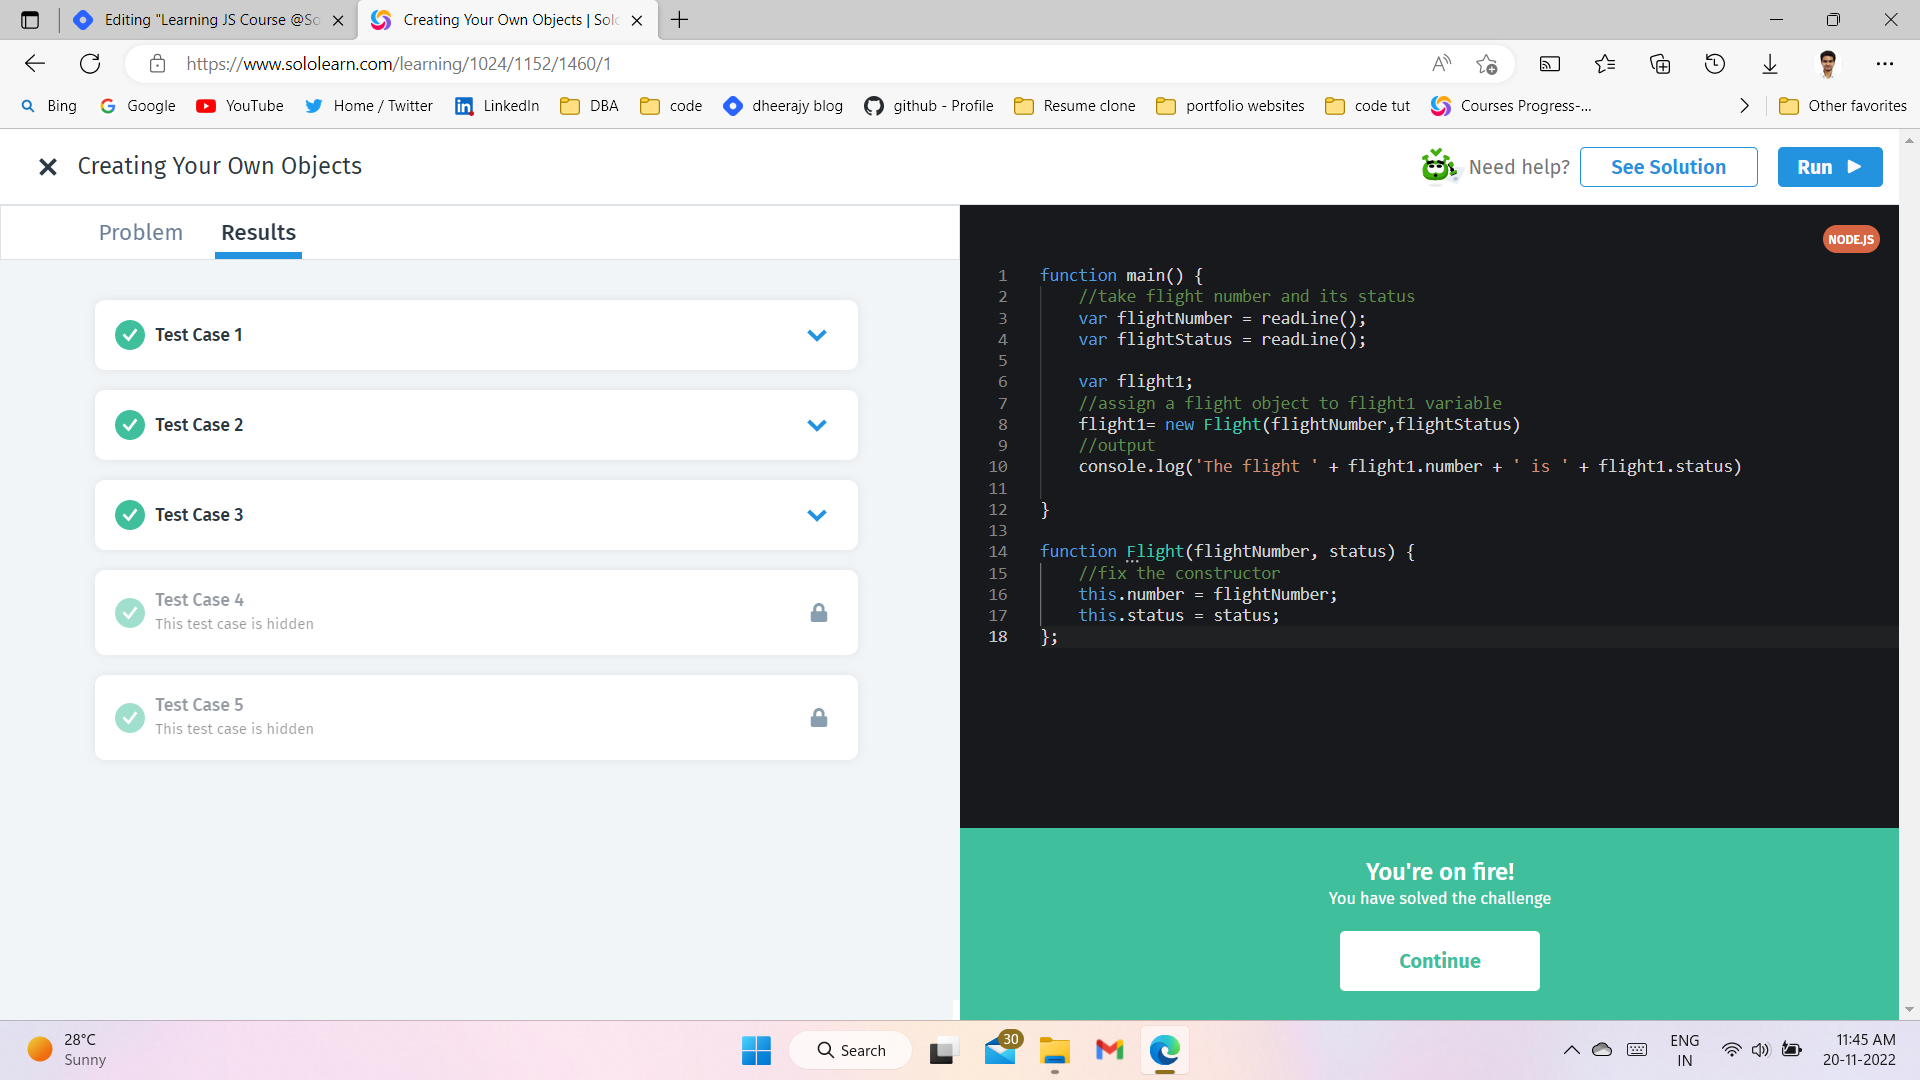 Editing "Learning JS Course @So
Creating Your Own Objects | Solo
https://www.sololearn.com/learning/1024/1152/1460/1
Bing
Google
YouTube
Home / Twitter
LinkedIn
DBA
code
dheerajy blog
github - Profile
Resume clone
portfolio websites
code tut
Courses Progress-...
Other favorites
Creating Your Own Objects
Need help?
See Solution
Run
Problem
Results
Test Case 1
Test Case 2
Test Case 3
Test Case 4
This test case is hidden
Test Case 5
This test case is hidden
NODE.JS
1 function main() {
2 //take flight number and its status
3 var flightNumber = readLine();
4 var flightStatus = readLine();
5
6 var flight1;
7 //assign a flight object to flight1 variable
8 flight1= new Flight(flightNumber,flightStatus)
9 //output
10 console.log('The flight ' + flight1.number + ' is ' + flight1.status)
11
12 }
13
14 function Flight(flightNumber, status) {
15 //fix the constructor
16 this.number = flightNumber;
17 this.status = status;
18 };
You're on fire!
You have solved the challenge
Continue
28°C
Sunny
Search
30
ENG
IN
11:45 AM
20-11-2022